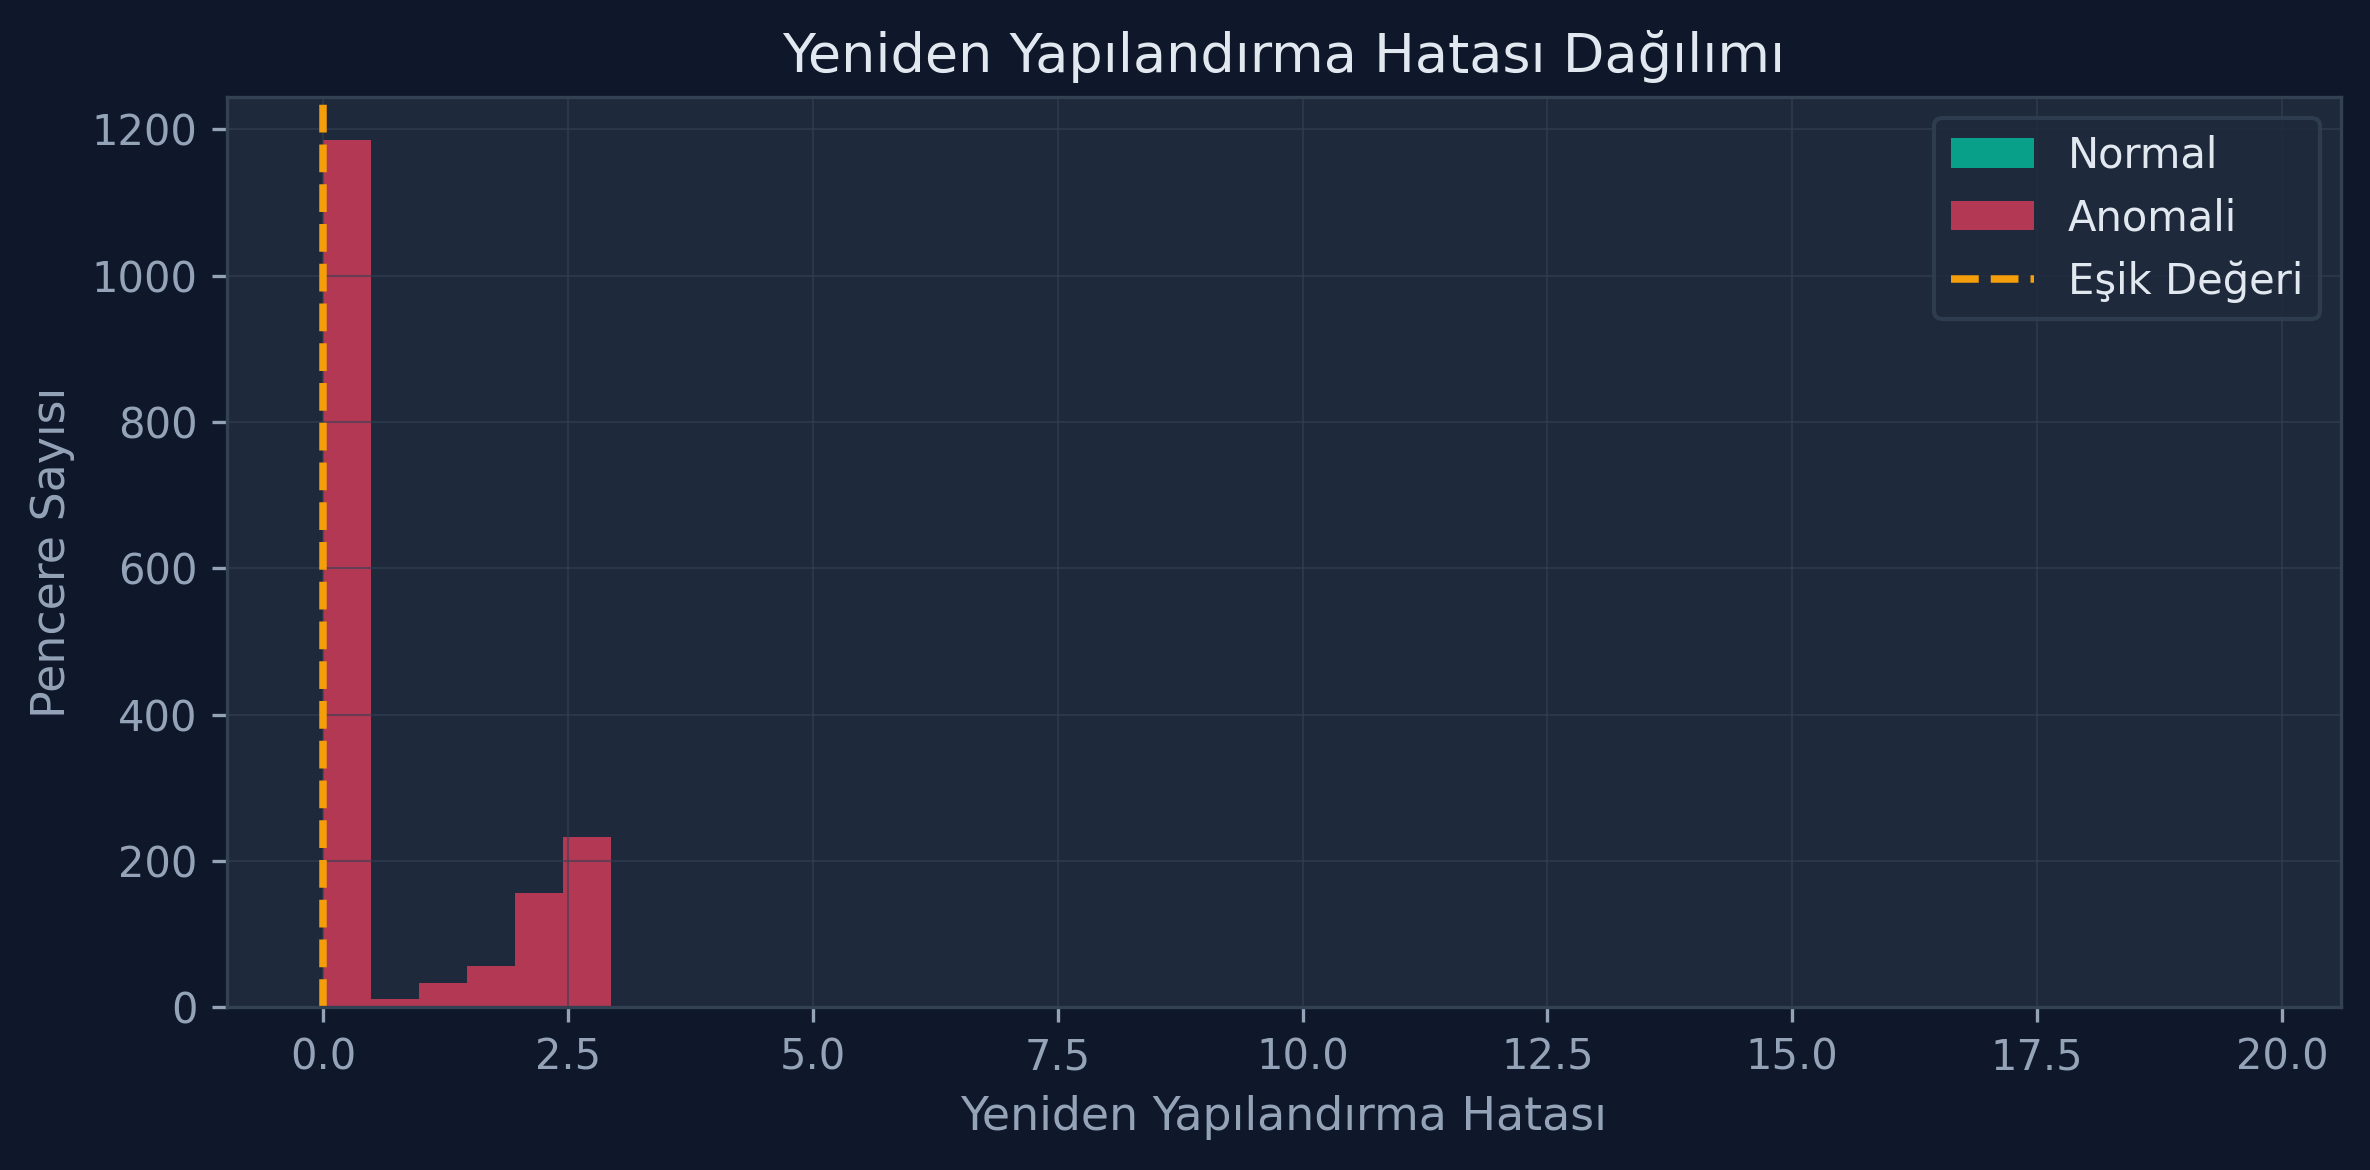 Yeniden Yapılandırma Hatası Dağılımı
Normal
Anomali
Eşik Değeri
Pencere Sayısı
1200
1000
800
600
400
200
0
0.0 2.5 5.0 7.5 10.0 12.5 15.0 17.5 20.0
Yeniden Yapılandırma Hatası